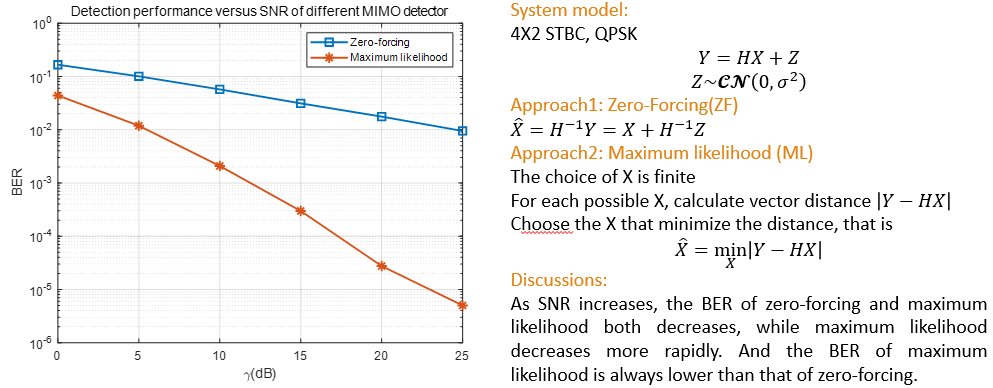 Detection performance versus SNR of different MIMO detector
10⁰
10⁻¹
10⁻²
10⁻³
10⁻⁴
10⁻⁵
10⁻⁶
BER
0 5 10 15 20 25
γ(dB)
Zero-forcing
Maximum likelihood
System model:
4X2 STBC, QPSK
Y = HX + Z
Z~𝓒𝓝(0, σ²)
Approach1: Zero-Forcing(ZF)
X̂ = H⁻¹Y = X + H⁻¹Z
Approach2: Maximum likelihood (ML)
The choice of X is finite
For each possible X, calculate vector distance |Y − HX|
Choose the X that minimize the distance, that is
X̂ = min|Y − HX|
X
Discussions:
As SNR increases, the BER of zero-forcing and maximum
likelihood both decreases, while maximum likelihood
decreases more rapidly. And the BER of maximum
likelihood is always lower than that of zero-forcing.